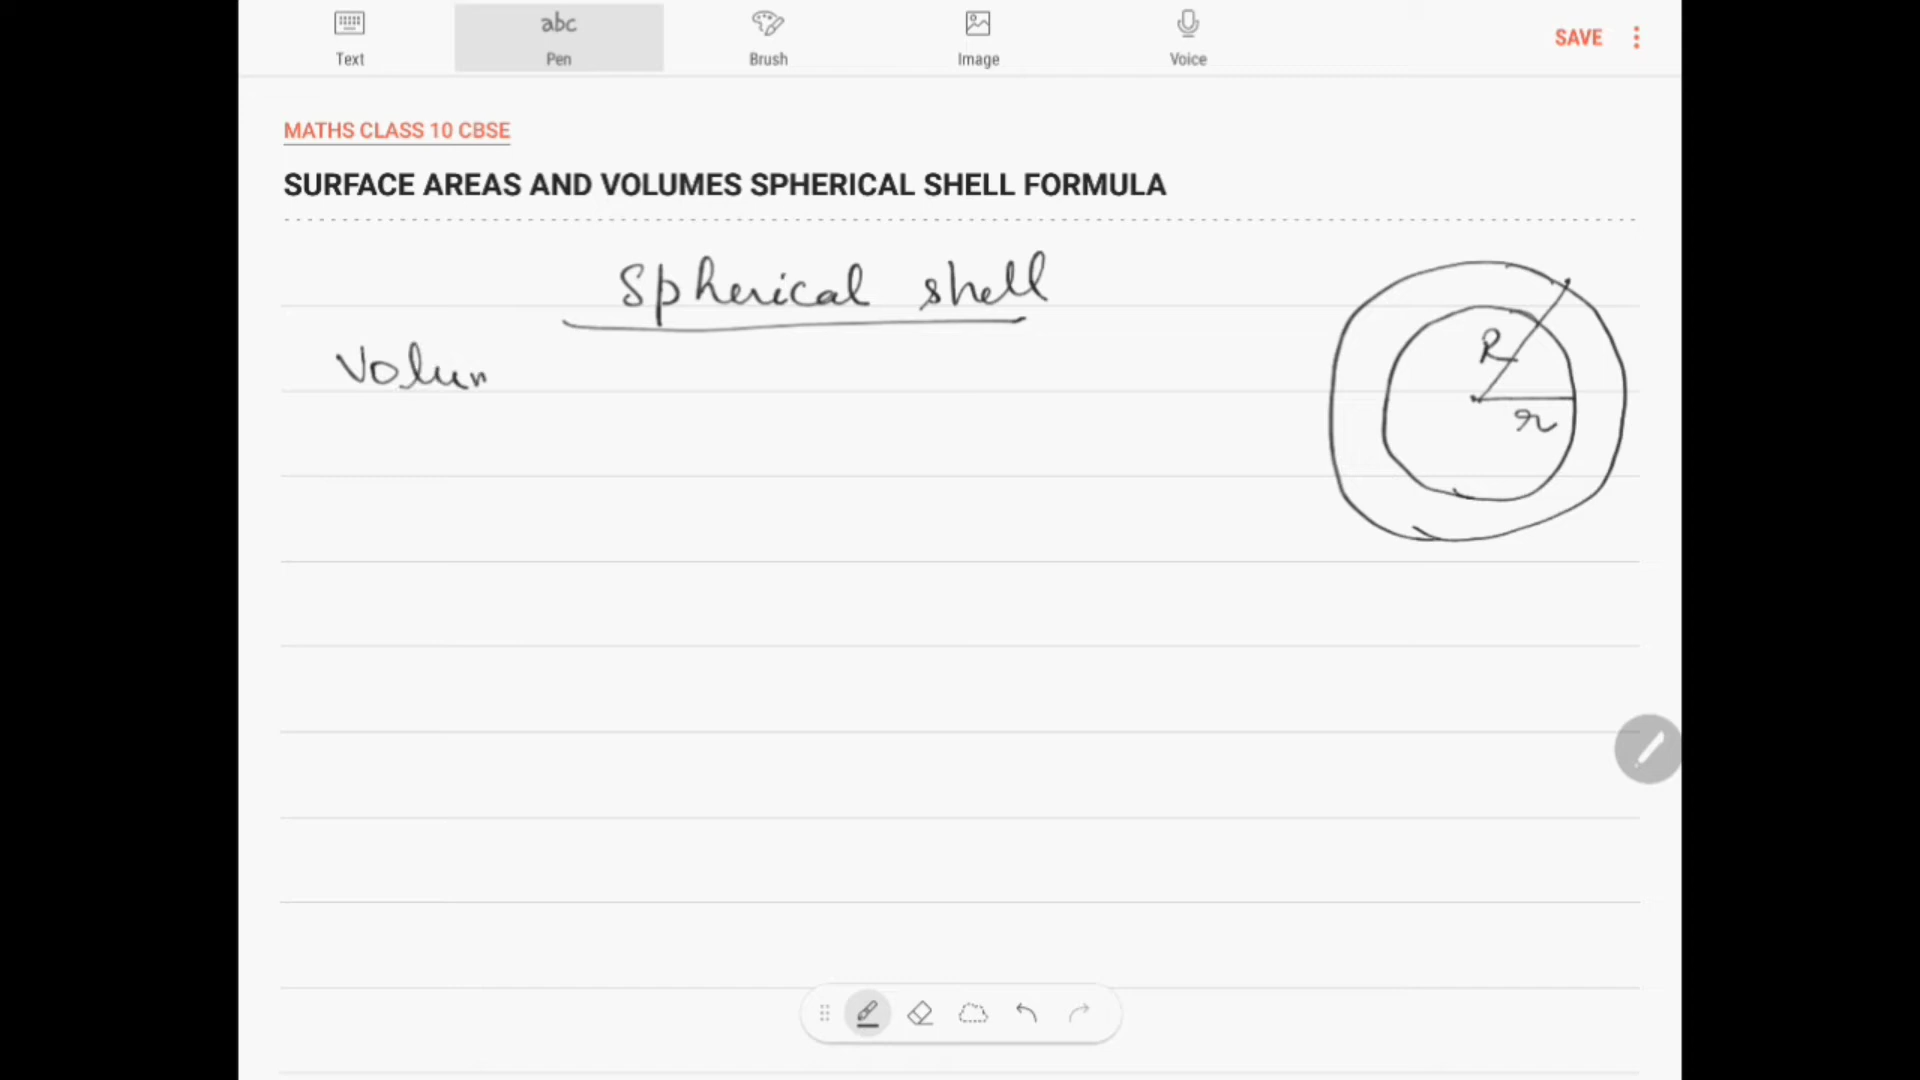 Text
abc
Pen
Brush
Image
Voice
SAVE
MATHS CLASS 10 CBSE
SURFACE AREAS AND VOLUMES SPHERICAL SHELL FORMULA
Spherical shell
R
r
Volum